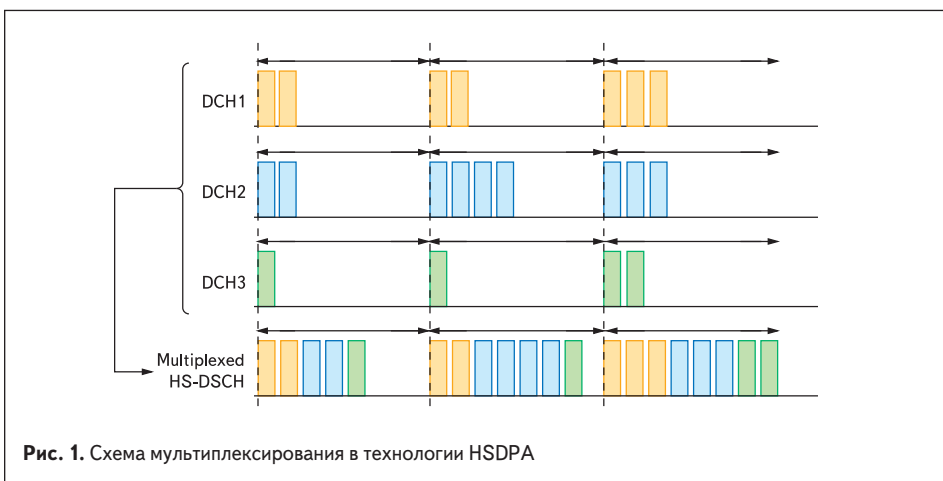 DCH1
DCH2
DCH3
Multiplexed
HS-DSCH
Рис. 1. Схема мультиплексирования в технологии HSDPA